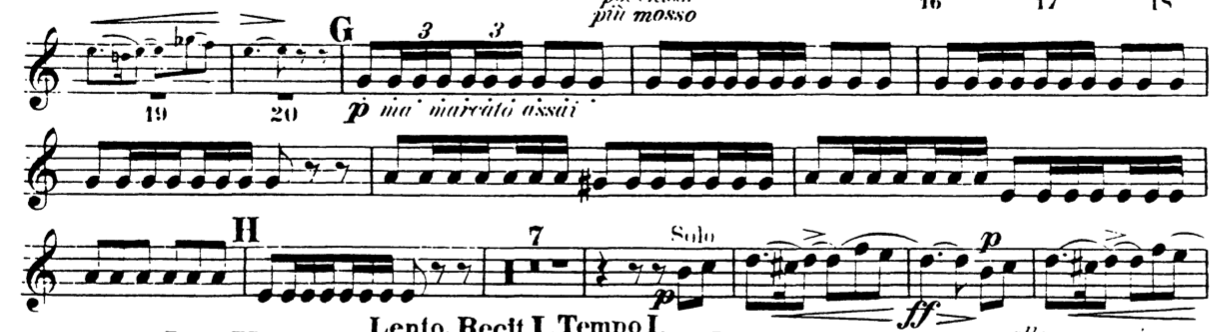 più mosso 16 17 18
G 3 3
19 20 p ma marcato assai
H 7 Solo p
p
ff
Lento. Recit I. Tempo I.